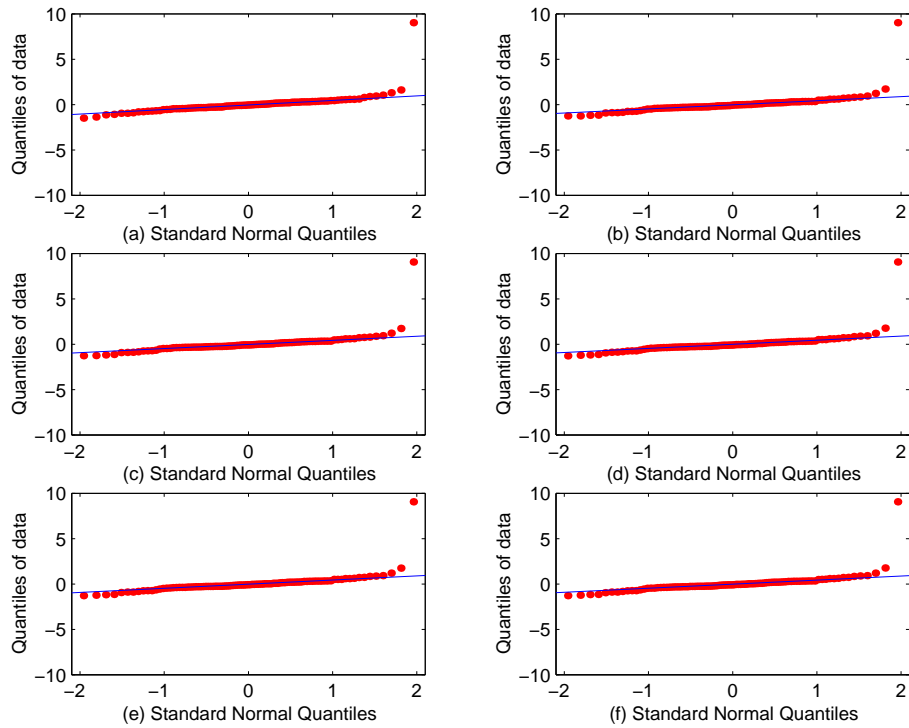 10
5
0
−5
−10
Quantiles of data
−2 −1 0 1 2
(a) Standard Normal Quantiles
10
5
0
−5
−10
Quantiles of data
−2 −1 0 1 2
(b) Standard Normal Quantiles
10
5
0
−5
−10
Quantiles of data
−2 −1 0 1 2
(c) Standard Normal Quantiles
10
5
0
−5
−10
Quantiles of data
−2 −1 0 1 2
(d) Standard Normal Quantiles
10
5
0
−5
−10
Quantiles of data
−2 −1 0 1 2
(e) Standard Normal Quantiles
10
5
0
−5
−10
Quantiles of data
−2 −1 0 1 2
(f) Standard Normal Quantiles